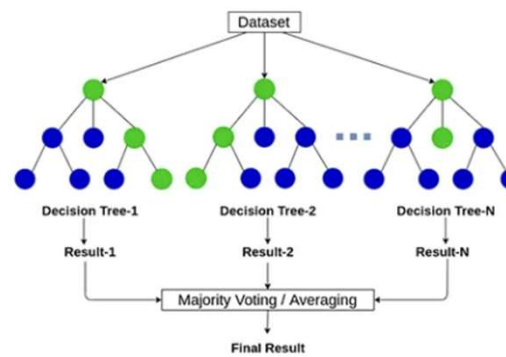 Dataset
Decision Tree-1
Decision Tree-2
Decision Tree-N
Result-1
Result-2
Result-N
Majority Voting / Averaging
Final Result